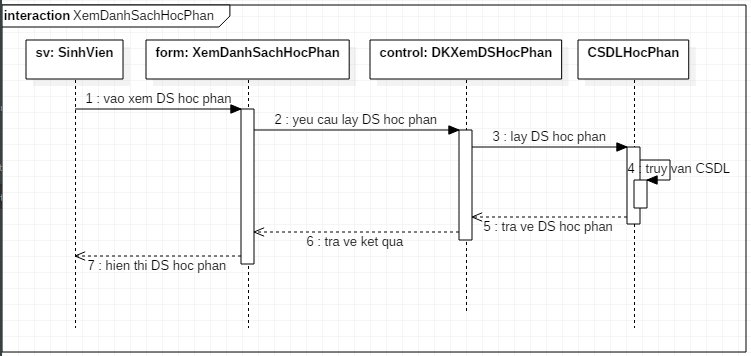 interaction XemDanhSachHocPhan
sv: SinhVien
form: XemDanhSachHocPhan
control: DKXemDSHocPhan
CSDLHocPhan
1 : vao xem DS hoc phan
2 : yeu cau lay DS hoc phan
3 : lay DS hoc phan
4 : truy van CSDL
5 : tra ve DS hoc phan
6 : tra ve ket qua
7 : hien thi DS hoc phan